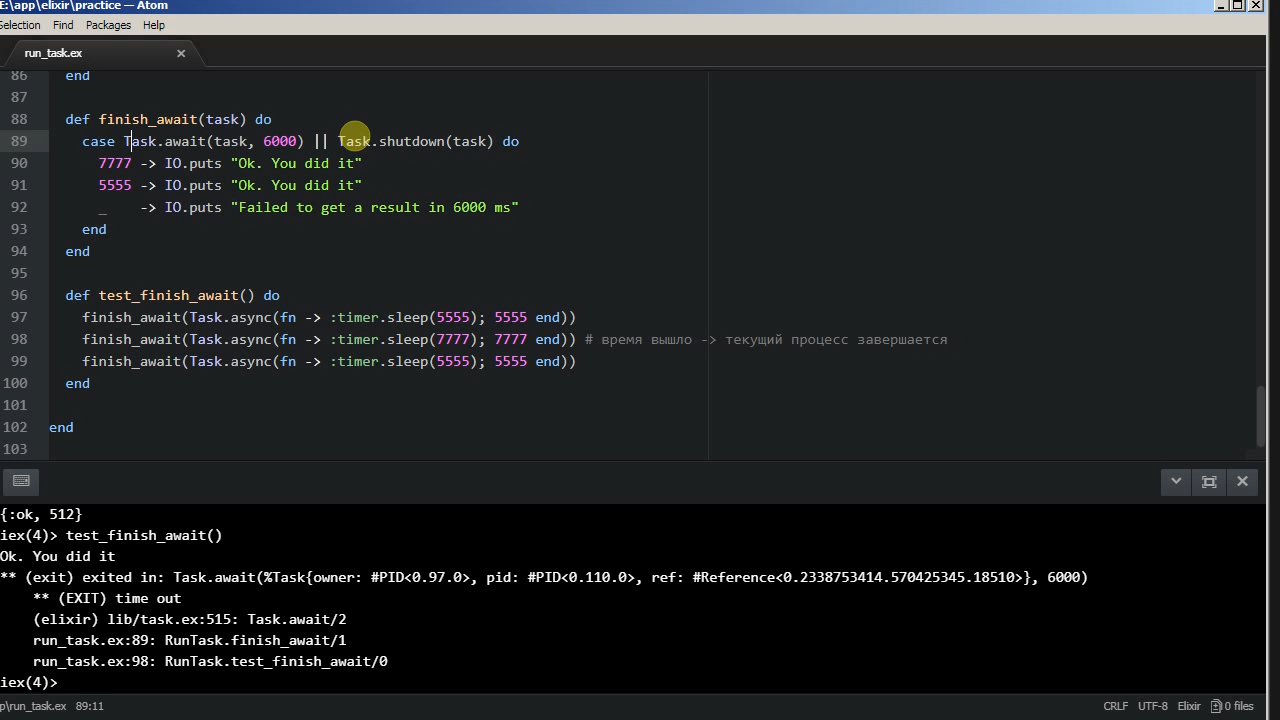 E:\app\elixir\practice — Atom
Selection Find Packages Help
run_task.ex
86 end
87
88 def finish_await(task) do
89 case Task.await(task, 6000) || Task.shutdown(task) do
90 7777 -> IO.puts "Ok. You did it"
91 5555 -> IO.puts "Ok. You did it"
92 _ -> IO.puts "Failed to get a result in 6000 ms"
93 end
94 end
95
96 def test_finish_await() do
97 finish_await(Task.async(fn -> :timer.sleep(5555); 5555 end))
98 finish_await(Task.async(fn -> :timer.sleep(7777); 7777 end)) # время вышло -> текущий процесс завершается
99 finish_await(Task.async(fn -> :timer.sleep(5555); 5555 end))
100 end
101
102 end
103
{:ok, 512}
iex(4)> test_finish_await()
Ok. You did it
** (exit) exited in: Task.await(%Task{owner: #PID<0.97.0>, pid: #PID<0.110.0>, ref: #Reference<0.2338753414.570425345.18510>}, 6000)
** (EXIT) time out
(elixir) lib/task.ex:515: Task.await/2
run_task.ex:89: RunTask.finish_await/1
run_task.ex:98: RunTask.test_finish_await/0
iex(4)>
p\run_task.ex 89:11 CRLF UTF-8 Elixir 0 files